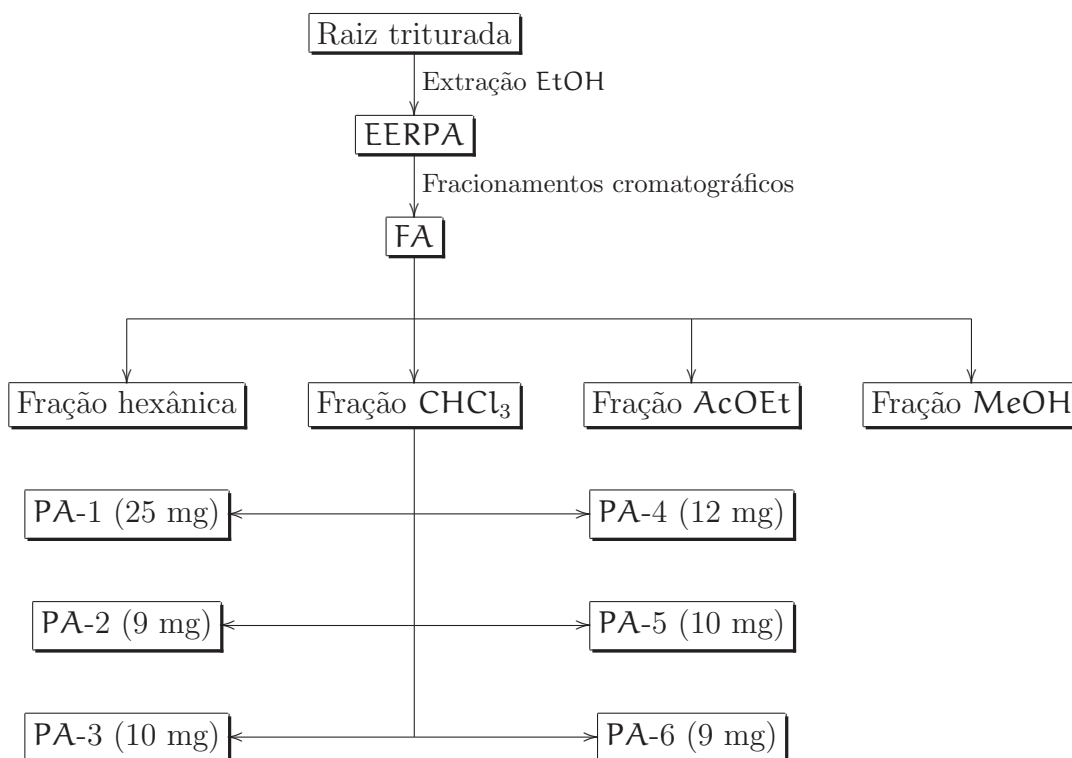 Raiz triturada
Extração EtOH
EERPA
Fracionamentos cromatográficos
FA
Fração hexânica
Fração CHCl₃
Fração AcOEt
Fração MeOH
PA-1 (25 mg)
PA-4 (12 mg)
PA-2 (9 mg)
PA-5 (10 mg)
PA-3 (10 mg)
PA-6 (9 mg)